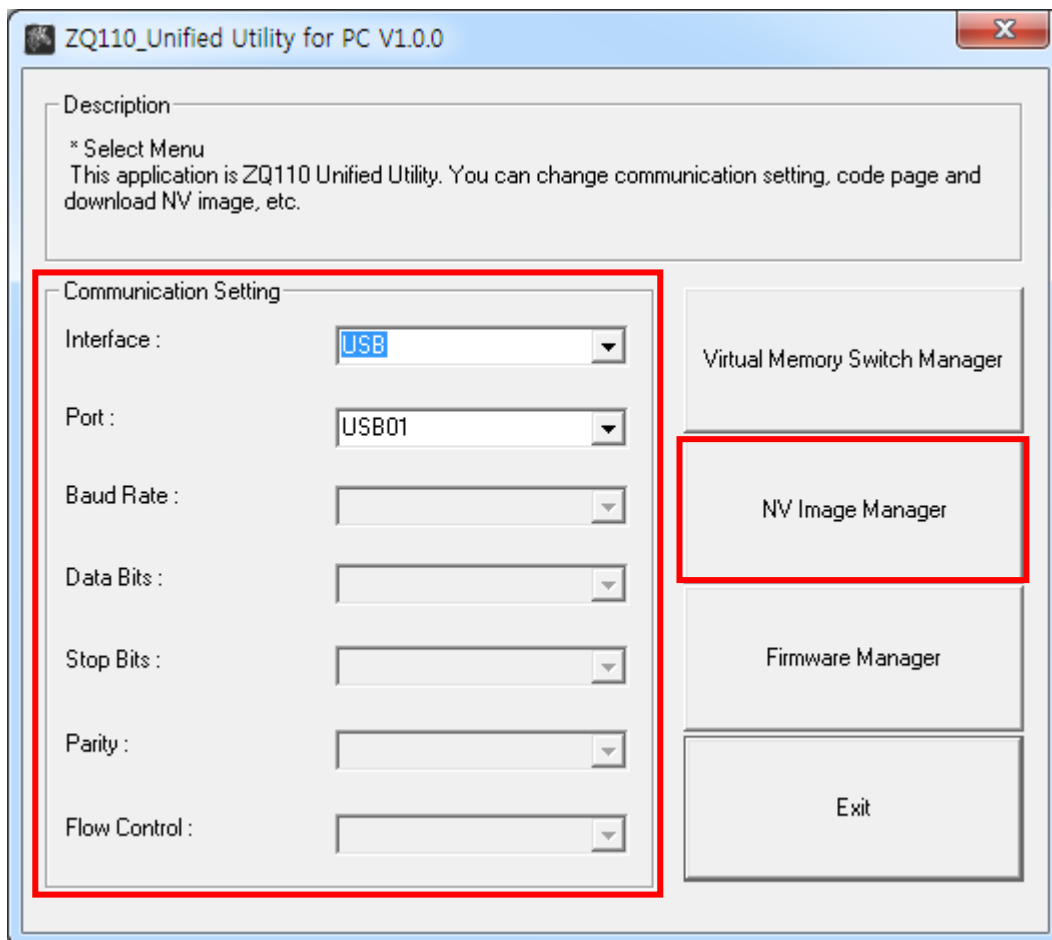 ZQ110_Unified Utility for PC V1.0.0
Description
* Select Menu
This application is ZQ110 Unified Utility. You can change communication setting, code page and
download NV image, etc.
Communication Setting
Interface :
USB
Port :
USB01
Baud Rate :
Data Bits :
Stop Bits :
Parity :
Flow Control :
Virtual Memory Switch Manager
NV Image Manager
Firmware Manager
Exit